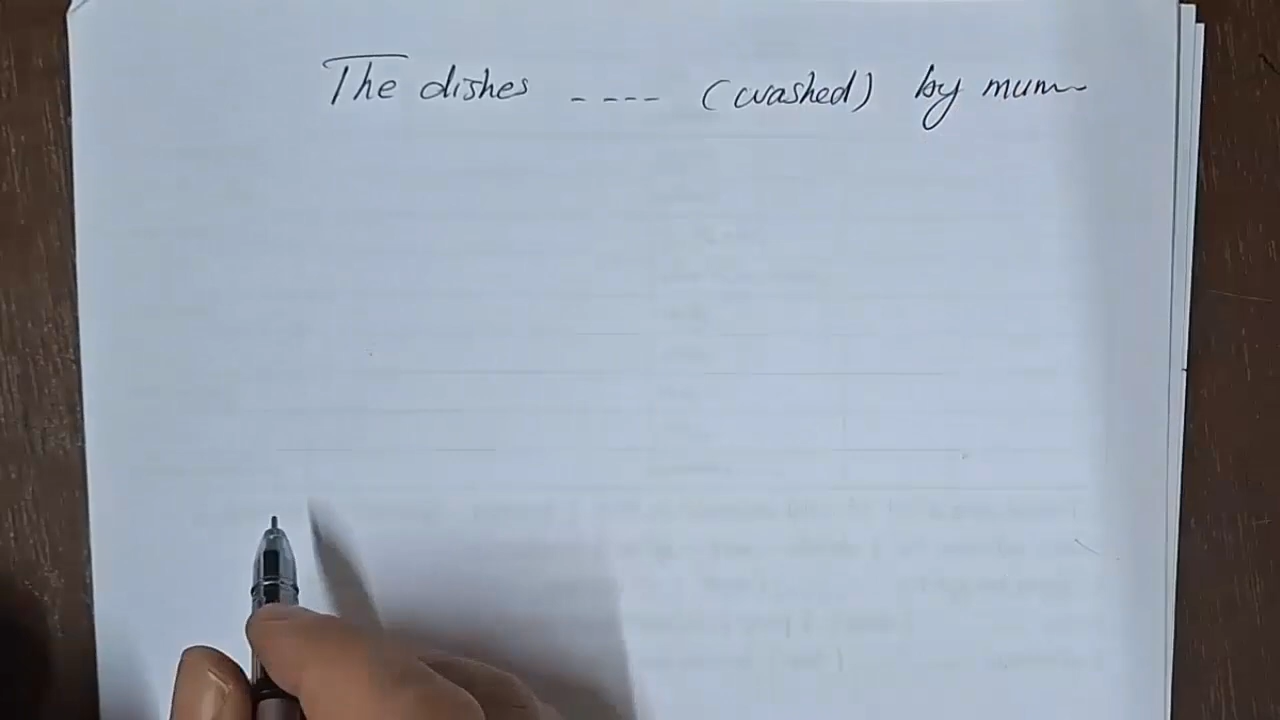 The dishes ---- (washed) by mum